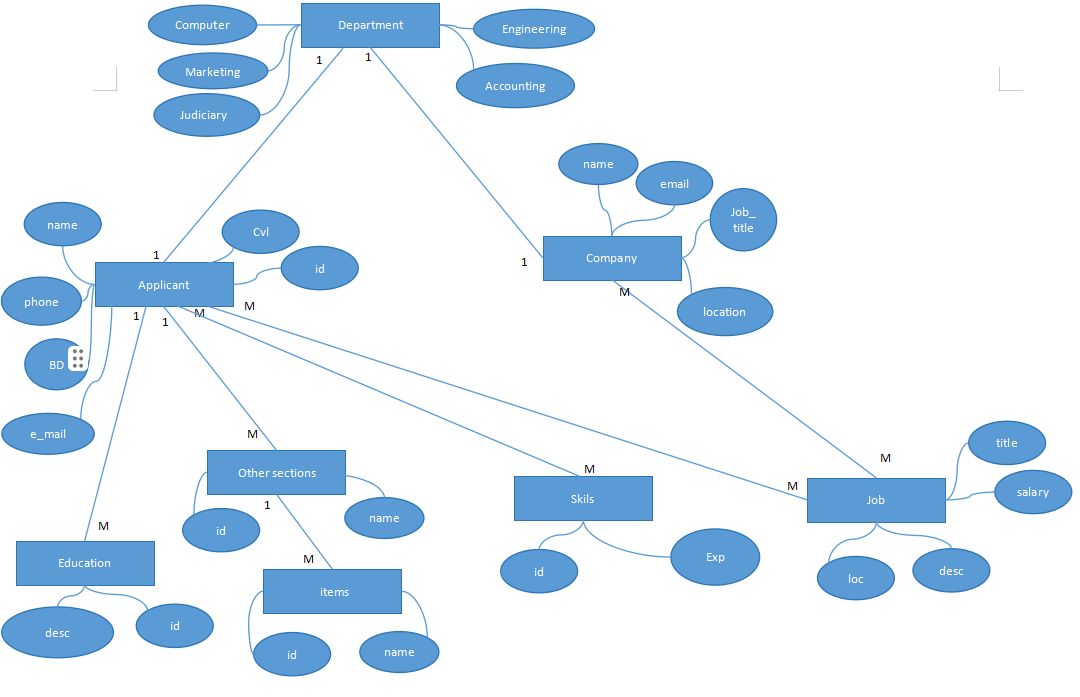 Computer
Department
Engineering
Marketing
Accounting
Judiciary
1
1
name
email
Job_
title
name
Cvl
Company
1
1
id
Applicant
phone
location
M
M
M
1
1
BD
e_mail
M
title
Other sections
M
M
M
salary
Skils
Job
1
id
name
M
Education
M
id
Exp
loc
desc
items
desc
id
id
name